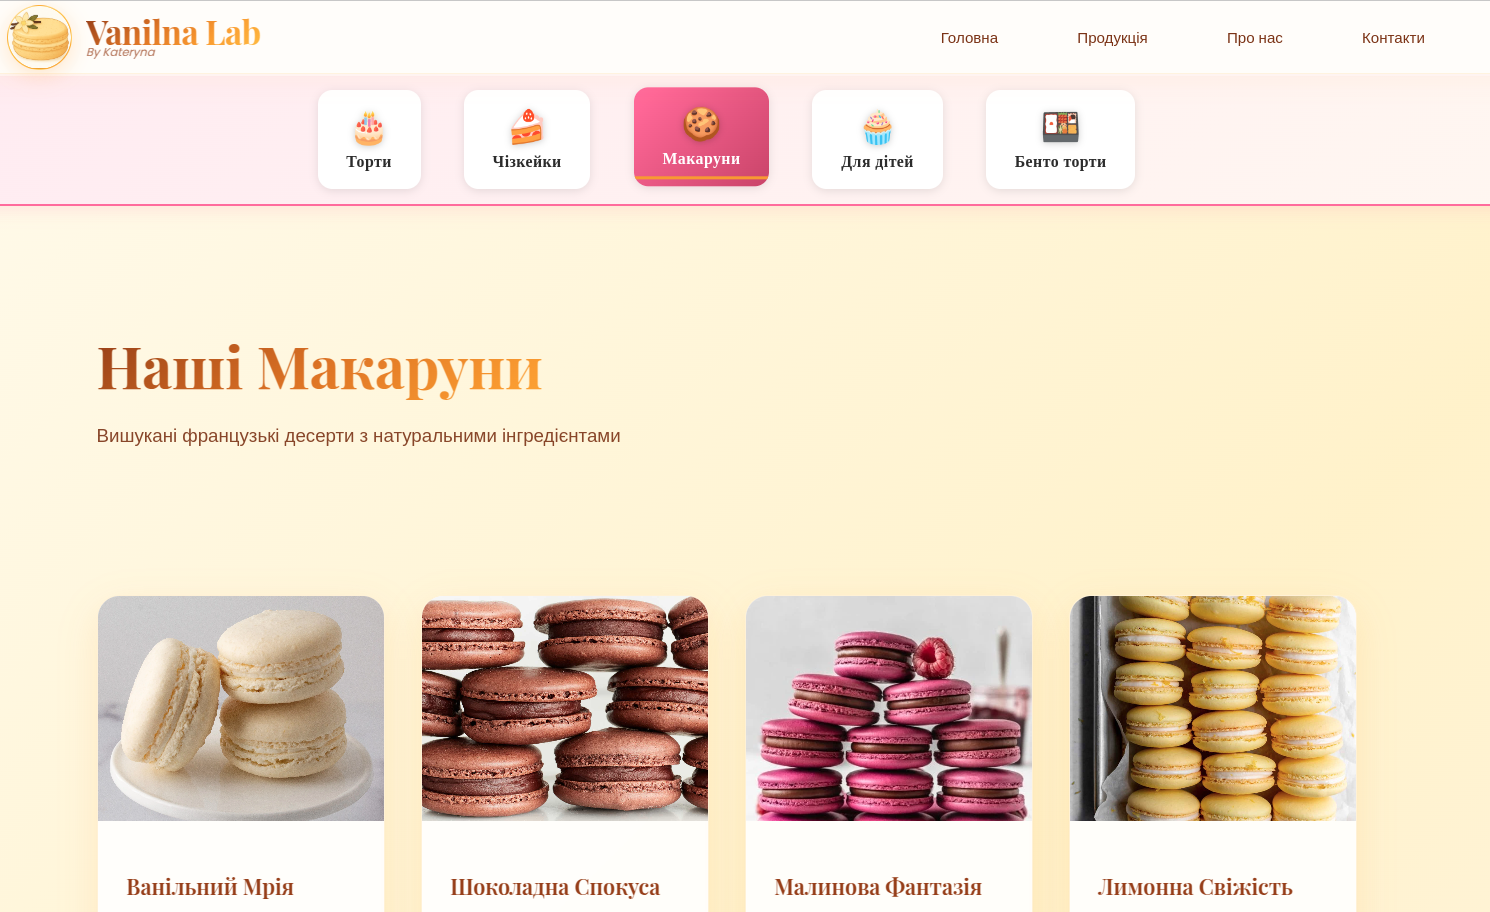 Vanilna Lab
By Kateryna
Головна Продукція Про нас Контакти
Торти Чізкейки Макаруни Для дітей Бенто торти
Наші Макаруни
Вишукані французькі десерти з натуральними інгредієнтами
Ванільний Мрія Шоколадна Спокуса Малинова Фантазія Лимонна Свіжість